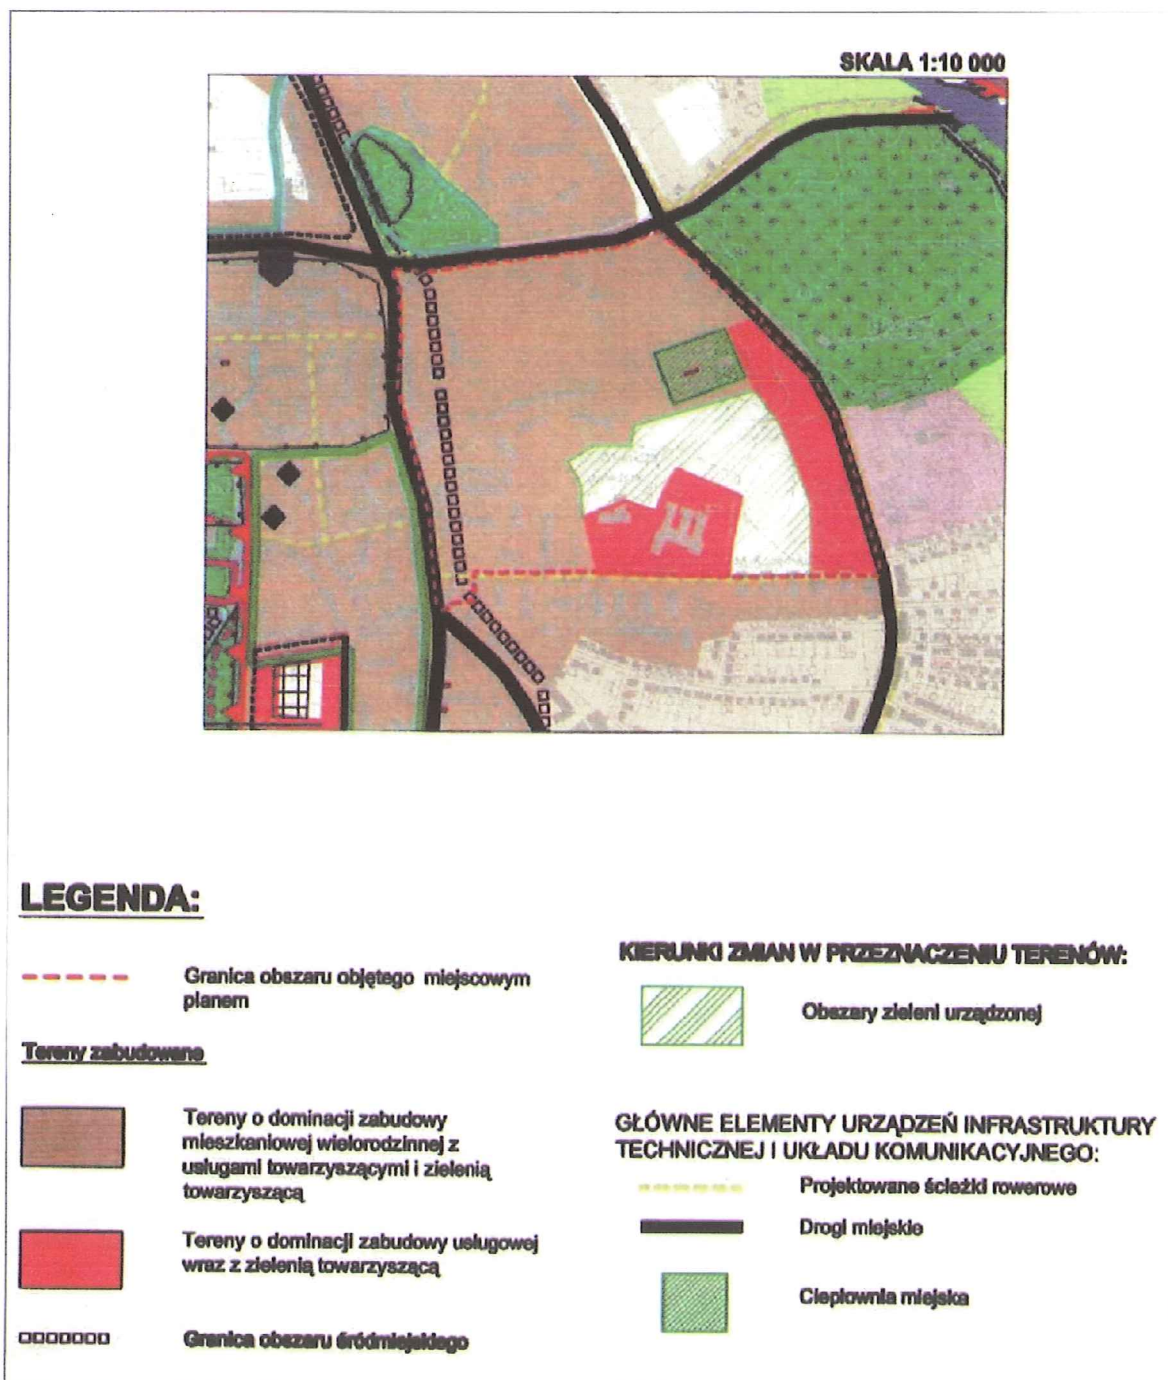 SKALA 1:10 000
LEGENDA:
Granica obszaru objętego miejscowym
planem
Tereny zabudowane
Tereny o dominacji zabudowy
mieszkaniowej wielorodzinnej z
usługami towarzyszącymi i zielenią
towarzyszącą
Tereny o dominacji zabudowy usługowej
wraz z zielenią towarzyszącą
Granica obszaru śródmiejskiego
KIERUNKI ZMIAN W PRZEZNACZENIU TERENÓW:
Obszary zieleni urządzonej
GŁÓWNE ELEMENTY URZĄDZEŃ INFRASTRUKTURY
TECHNICZNEJ I UKŁADU KOMUNIKACYJNEGO:
Projektowane ścieżki rowerowe
Drogi miejskie
Ciepłownia miejska